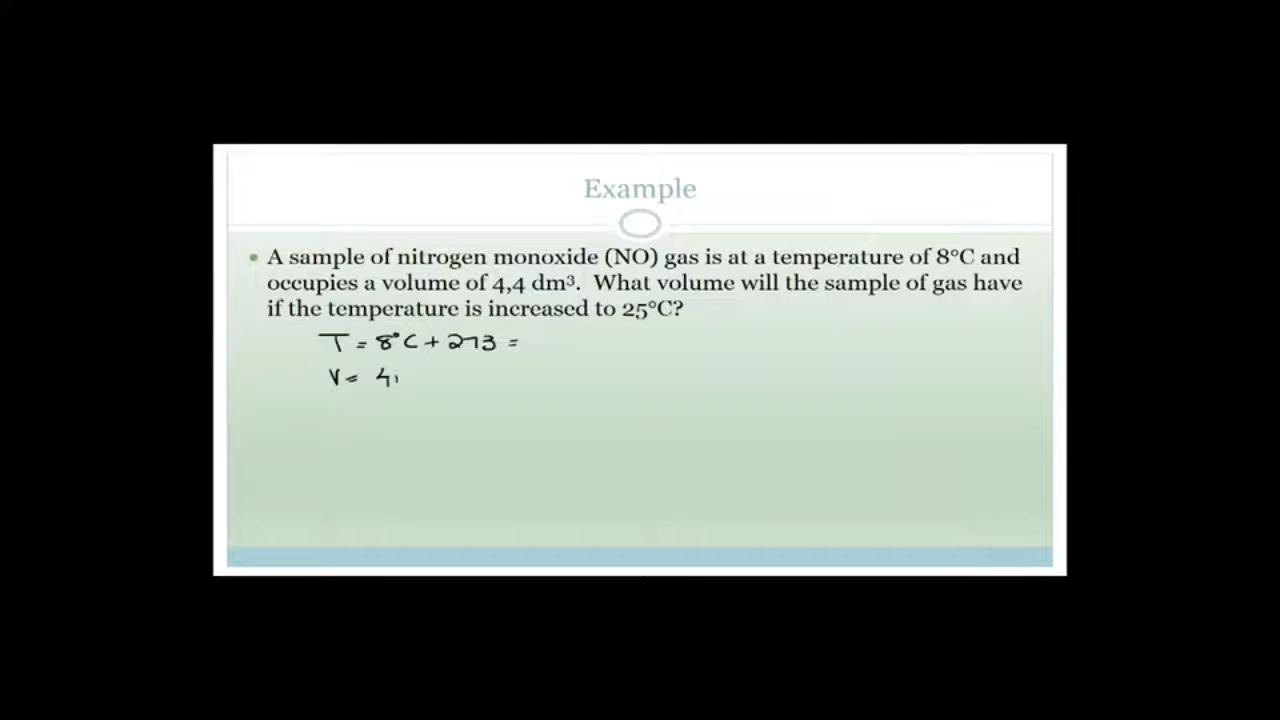 Example
• A sample of nitrogen monoxide (NO) gas is at a temperature of 8°C and
occupies a volume of 4,4 dm³. What volume will the sample of gas have
if the temperature is increased to 25°C?
T = 8°C + 273 =
V = 4,